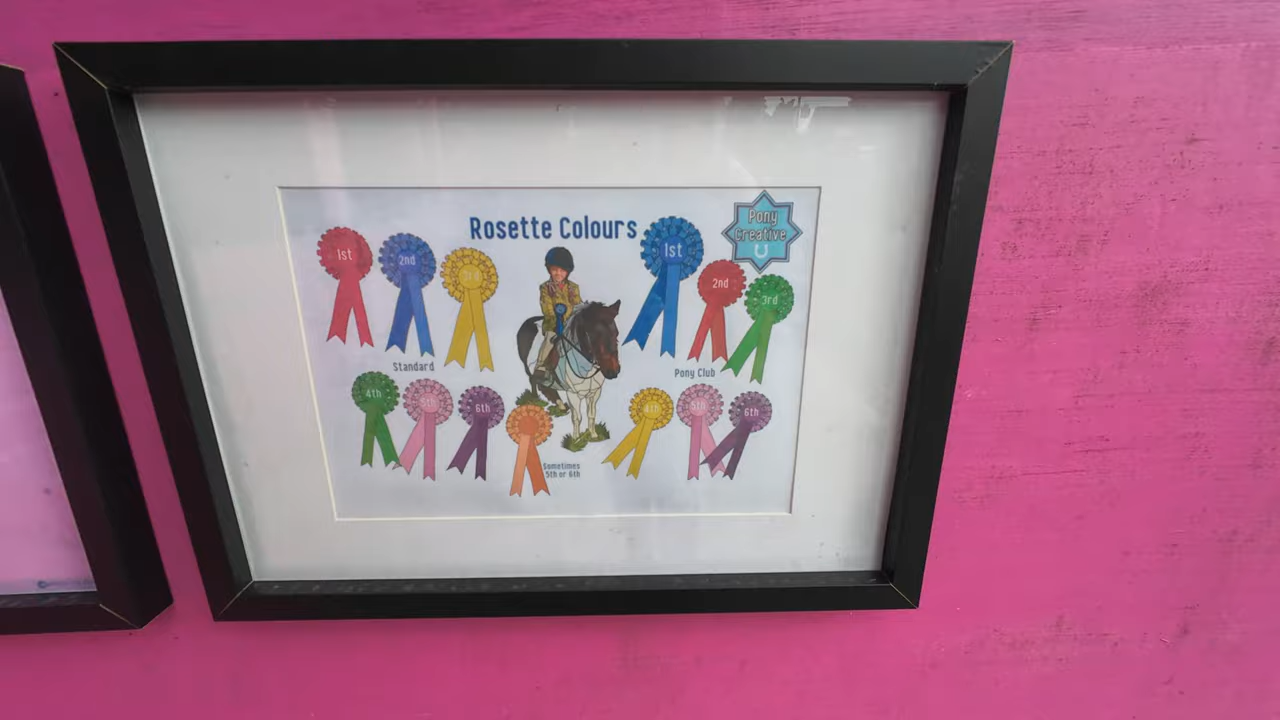 Rosette Colours
Pony
Creative
1st
2nd
3rd
1st
2nd
3rd
Standard
Pony Club
4th
5th
6th
4th
5th
6th
Sometimes
5th or 6th